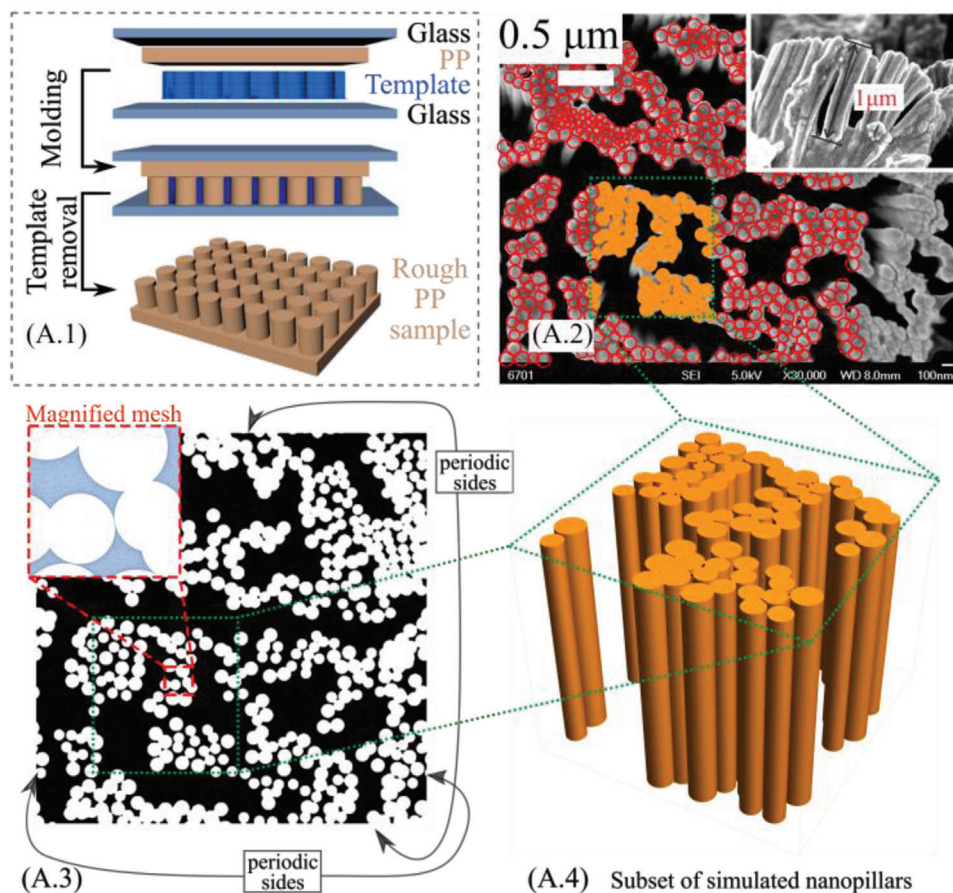 Glass
PP
Template
Glass
Molding
Template
removal
Rough
PP
sample
(A.1)
0.5 μm
1μm
(A.2)
6701 SEI 5.0kV X30,000 WD 8.0mm 100nm
Magnified mesh
periodic
sides
periodic
sides
(A.3)
(A.4) Subset of simulated nanopillars